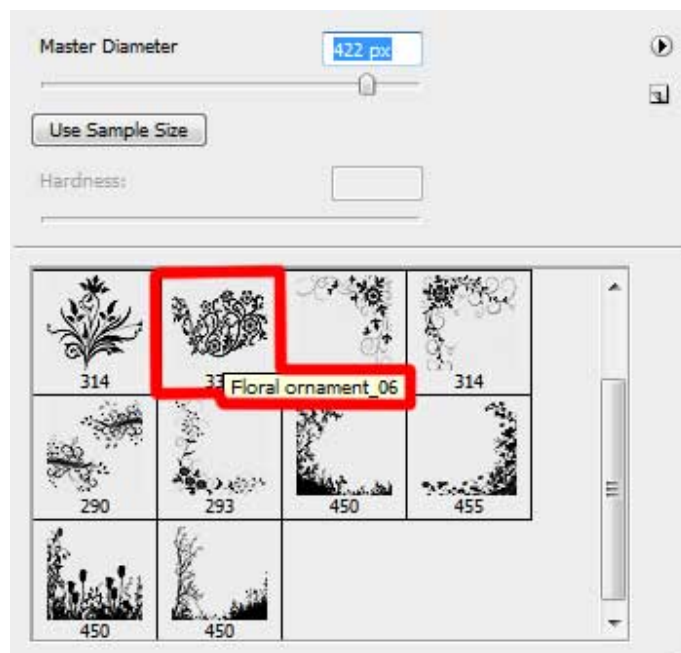 Master Diameter 422 px
Use Sample Size
Hardness:
314 314
Floral ornament_06
290 293 450 455
450 450